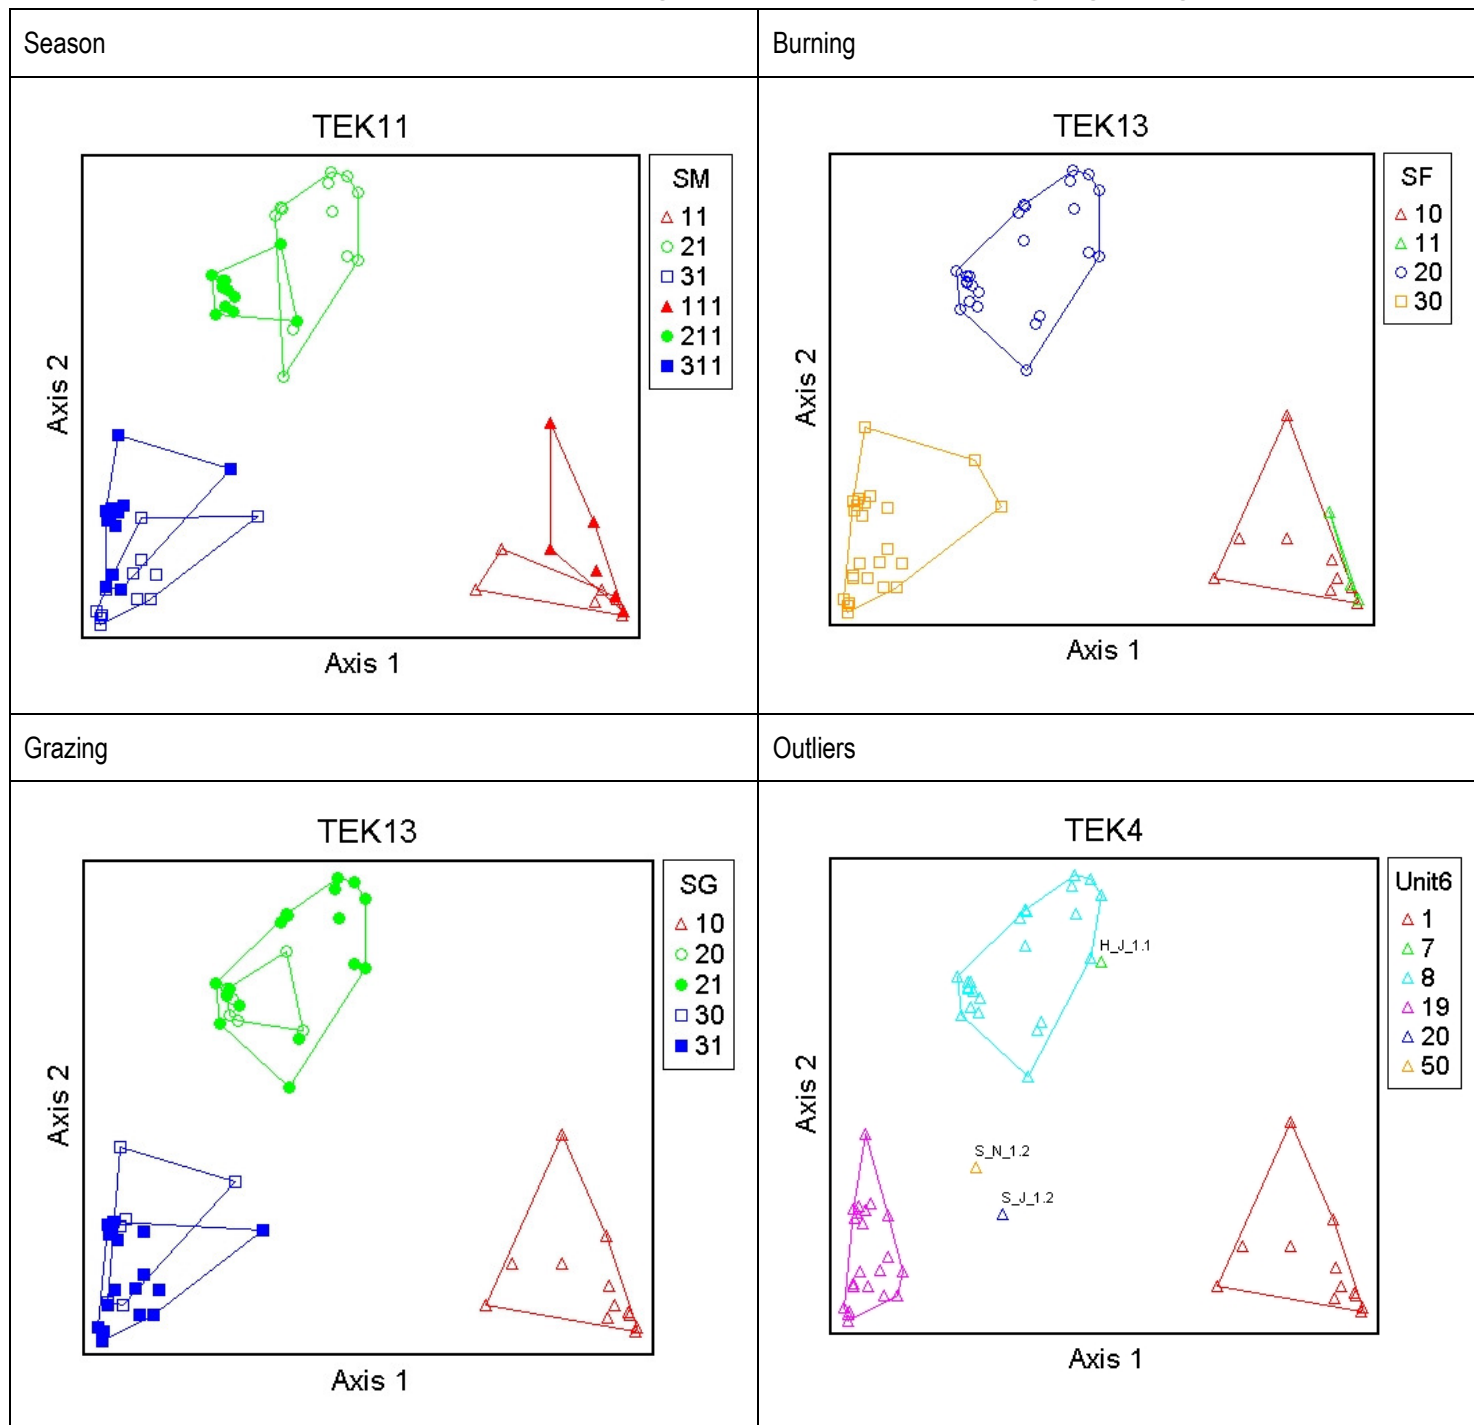 Season
Burning
TEK11
SM
11
21
31
111
211
311
Axis 2
Axis 1
TEK13
SF
10
11
20
30
Axis 2
Axis 1
Grazing
Outliers
TEK13
SG
10
20
21
30
31
Axis 2
Axis 1
TEK4
Unit6
1
7
8
19
20
50
H_J_1.1
S_N_1.2
S_J_1.2
Axis 2
Axis 1